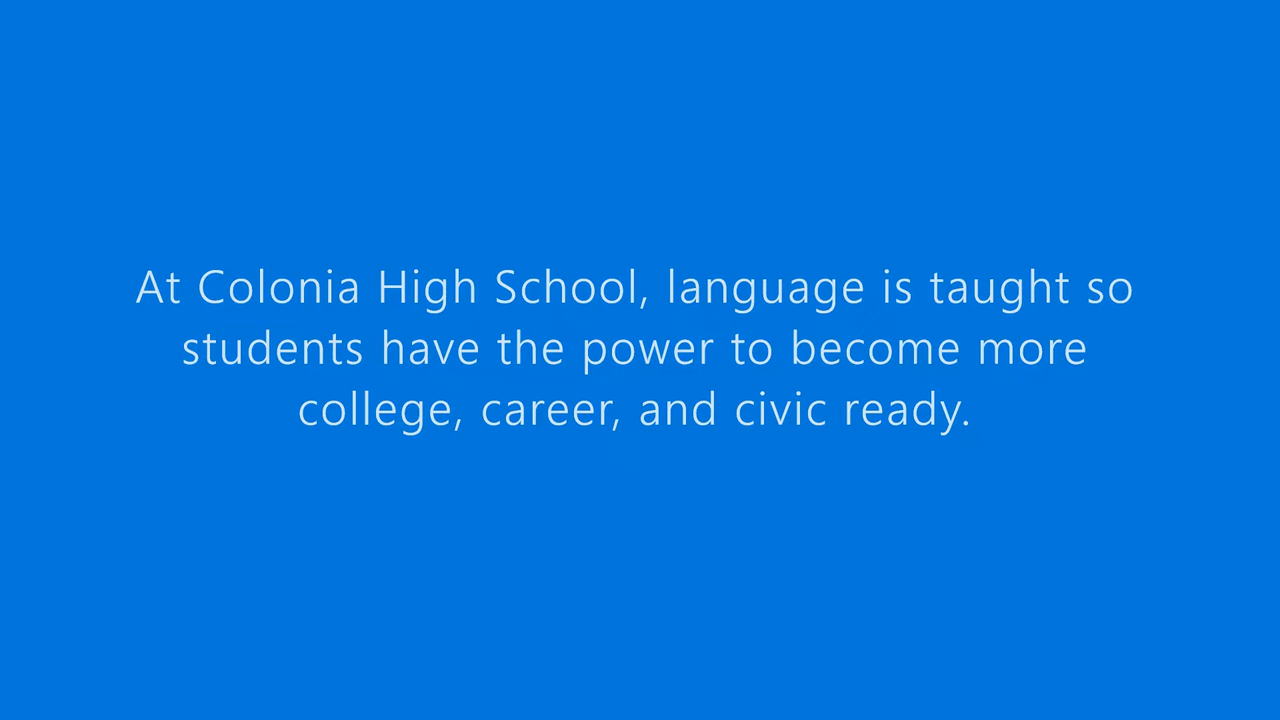 At Colonia High School, language is taught so
students have the power to become more
college, career, and civic ready.